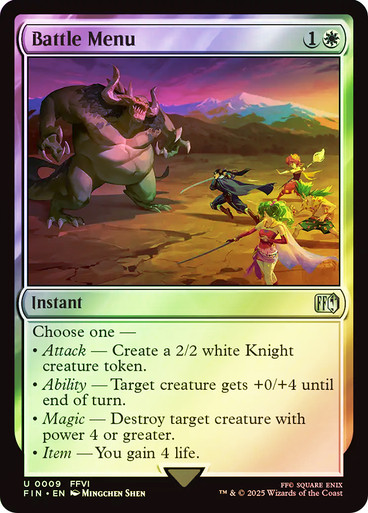 Battle Menu 1
Instant
Choose one —
• Attack — Create a 2/2 white Knight
creature token.
• Ability — Target creature gets +0/+4 until
end of turn.
• Magic — Destroy target creature with
power 4 or greater.
• Item — You gain 4 life.
U 0009 FFVI
FIN • EN Mingchen Shen
FF© SQUARE ENIX
™ & © 2025 Wizards of the Coast